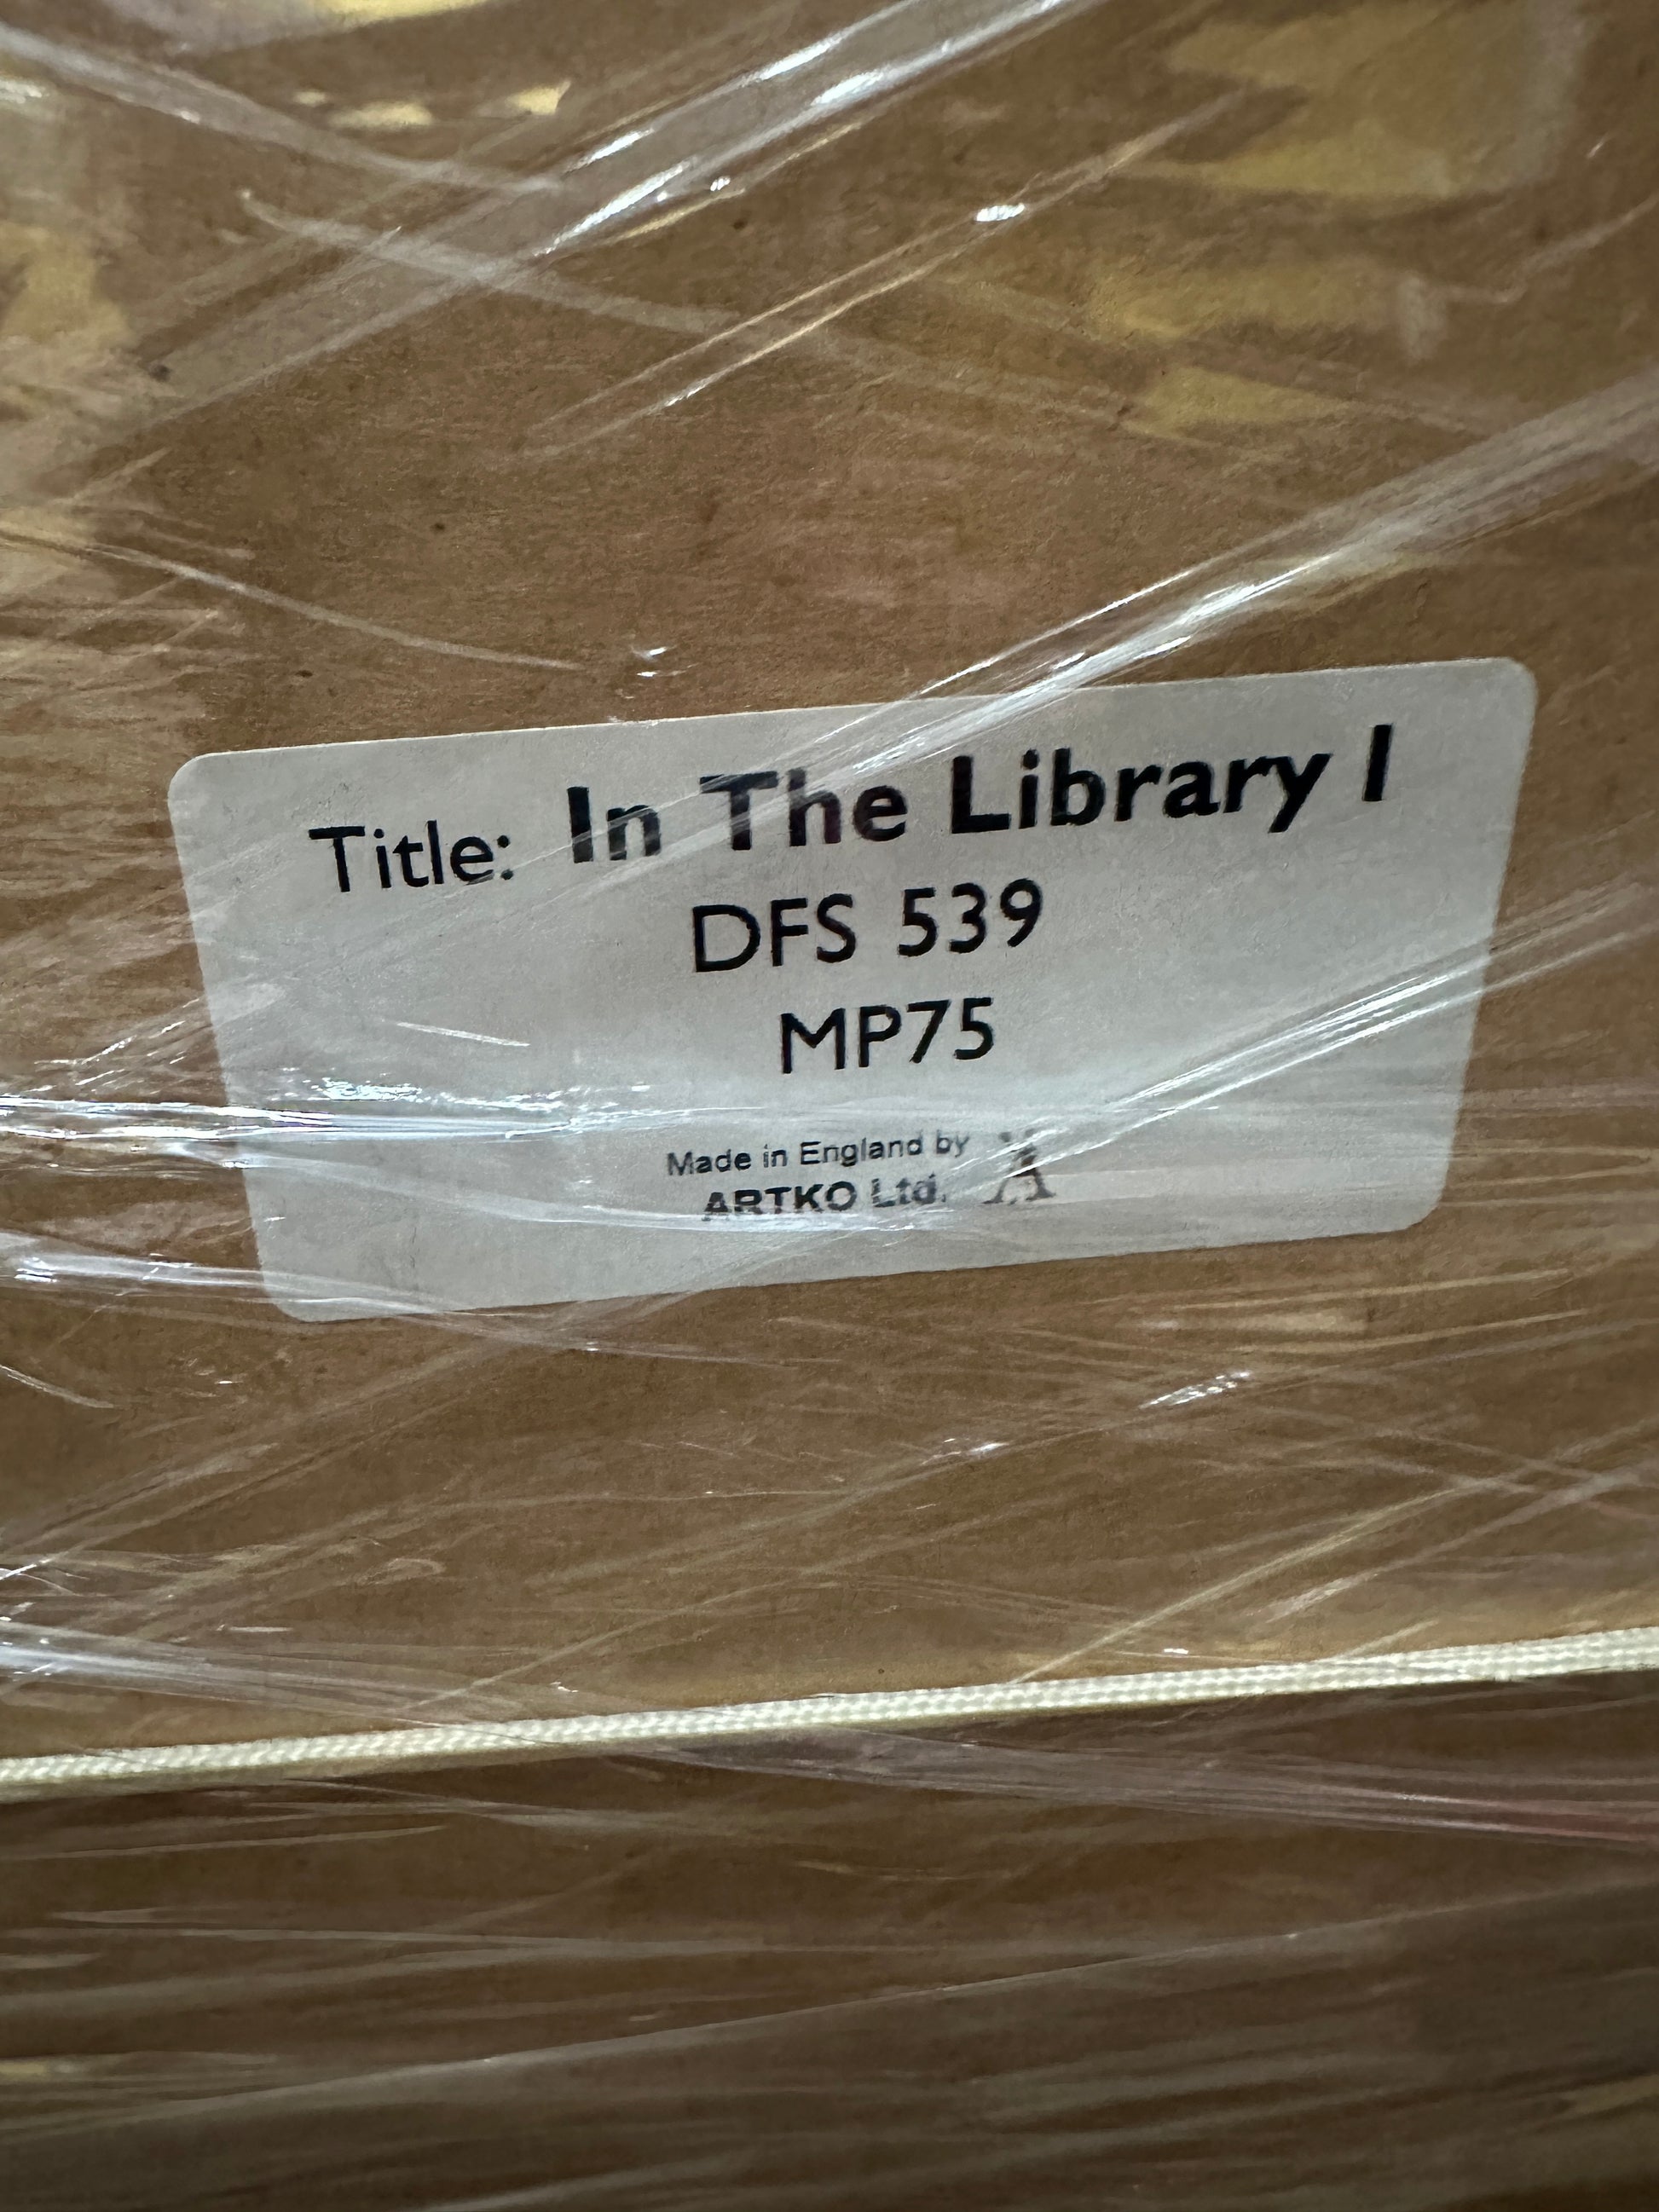 Title: In The Library I
DFS 539
MP75
Made in England by
ARTKO Ltd.
A